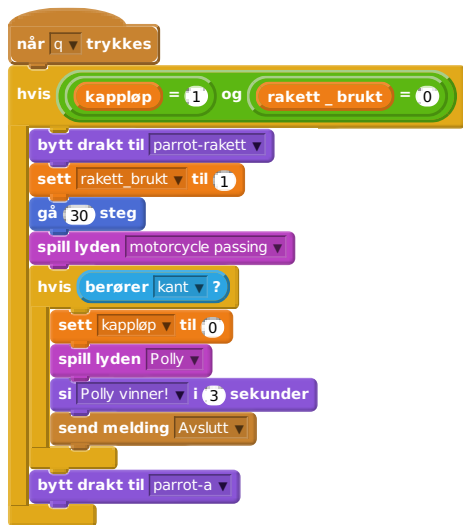 når q ▾ trykkes
hvis kappløp = 1 og rakett _ brukt = 0
bytt drakt til parrot-rakett ▾
sett rakett_brukt ▾ til 1
gå 30 steg
spill lyden motorcycle passing ▾
hvis berører kant ▾ ?
sett kappløp ▾ til 0
spill lyden Polly ▾
si Polly vinner! ▾ i 3 sekunder
send melding Avslutt ▾
bytt drakt til parrot-a ▾